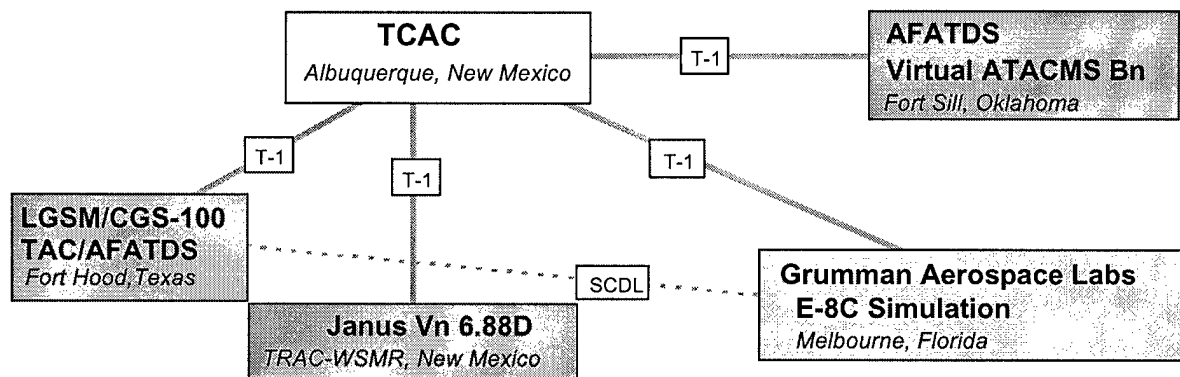 TCAC
Albuquerque, New Mexico
AFATDS
Virtual ATACMS Bn
Fort Sill, Oklahoma
T-1
T-1
T-1
T-1
LGSM/CGS-100
TAC/AFATDS
Fort Hood,Texas
SCDL
Grumman Aerospace Labs
E-8C Simulation
Melbourne, Florida
Janus Vn 6.88D
TRAC-WSMR, New Mexico